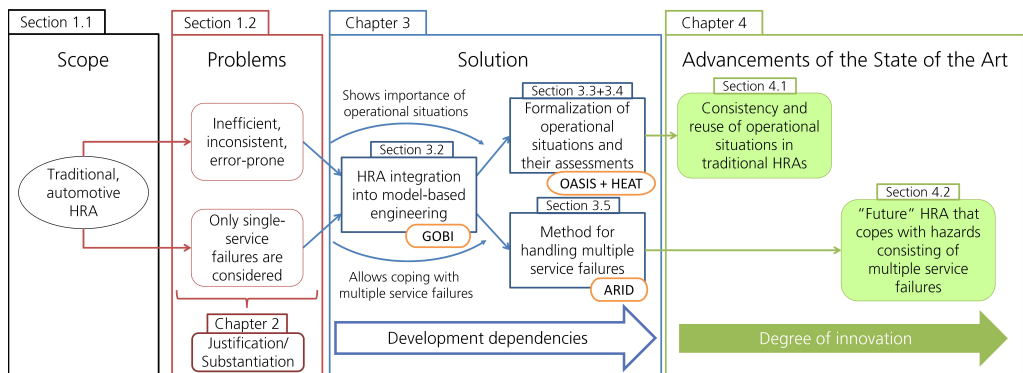 Section 1.1
Scope
Traditional,
automotive
HRA
Section 1.2
Problems
Inefficient,
inconsistent,
error-prone
Only single-
service
failures are
considered
Chapter 2
Justification/
Substantiation
Chapter 3
Solution
Shows importance of
operational situations
Section 3.2
HRA integration
into model-based
engineering
GOBI
Allows coping with
multiple service failures
Section 3.3+3.4
Formalization of
operational
situations and
their assessments
OASIS + HEAT
Section 3.5
Method for
handling multiple
service failures
ARID
Development dependencies
Chapter 4
Advancements of the State of the Art
Section 4.1
Consistency and
reuse of operational
situations in
traditional HRAs
Section 4.2
“Future” HRA that
copes with hazards
consisting of
multiple service
failures
Degree of innovation